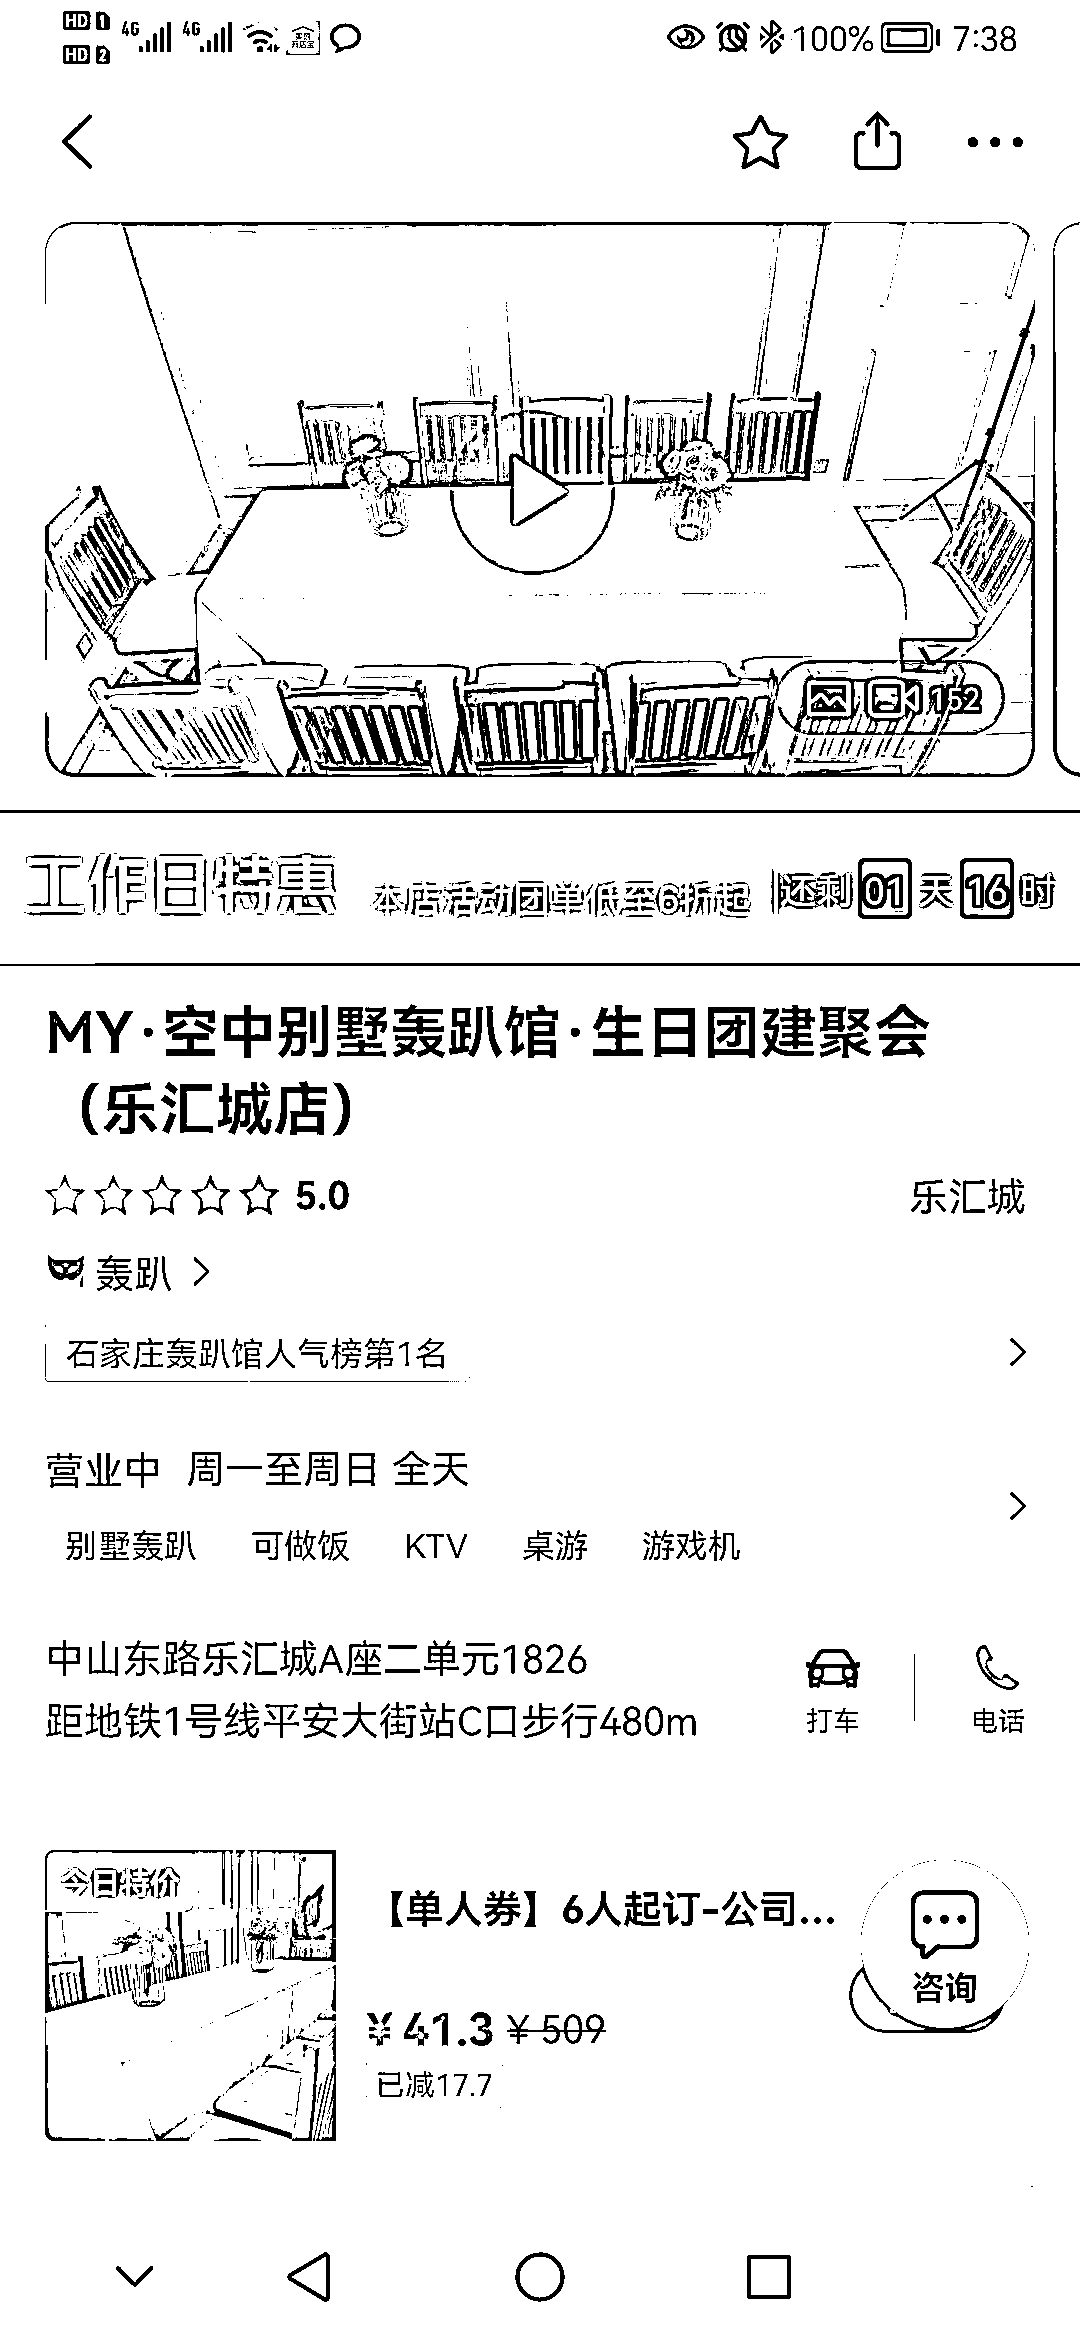 HD 1 4G 4G 100% 7:38
HD 2
152
工作日特惠 本店活动团单低至6折起 还剩 01 天 16 时
MY·空中别墅轰趴馆·生日团建聚会
（乐汇城店）
5.0 乐汇城
轰趴
石家庄轰趴馆人气榜第1名
营业中 周一至周日 全天
别墅轰趴 可做饭 KTV 桌游 游戏机
中山东路乐汇城A座二单元1826
距地铁1号线平安大街站C口步行480m
打车 电话
今日特价
【单人券】6人起订-公司...
咨询
¥41.3 ¥509
已减17.7